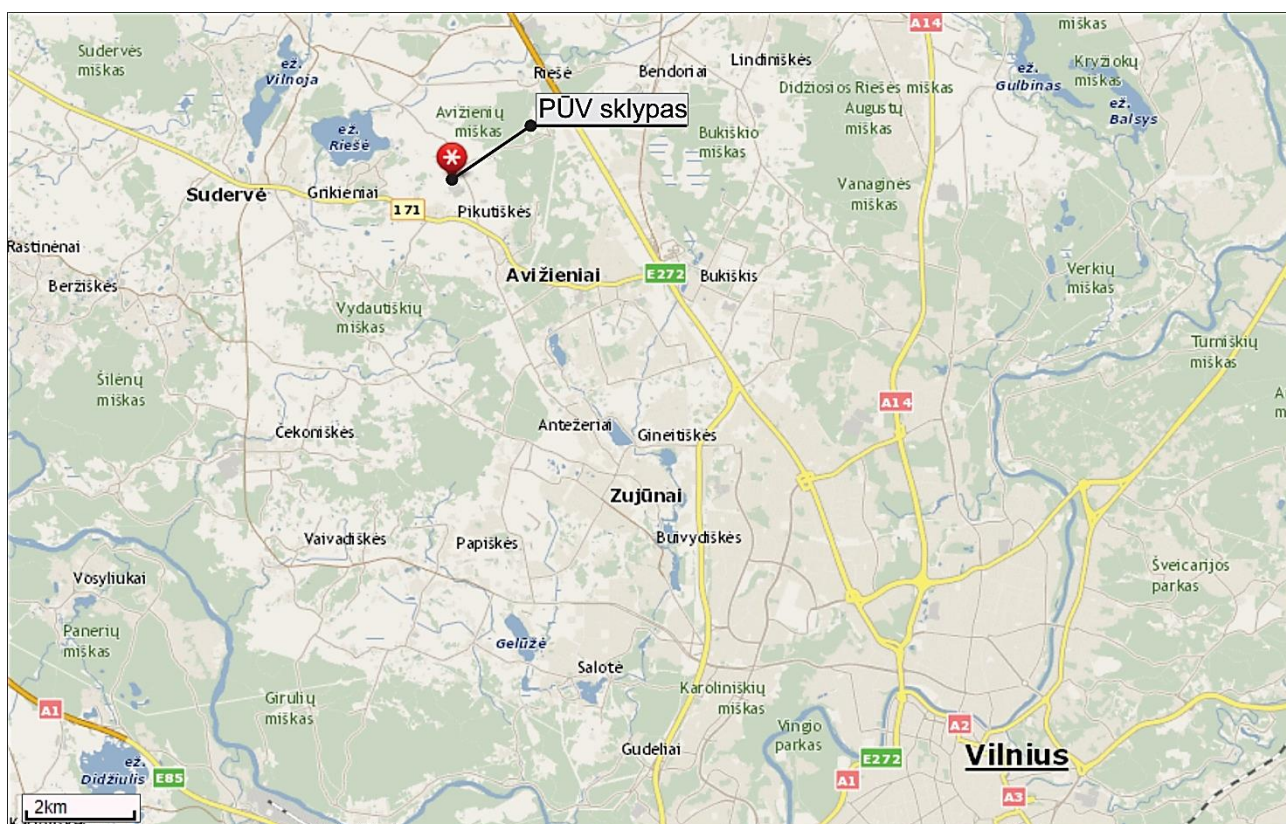 A14
miškas
Sudervės
miškas
ež.
Vilnoja
Riešė
Bendoriai
Lindiniškės
ež.
Gulbinas
Kryžiokų
miškas
Didžiosios Riešės miškas
Augustų
miškas
ež.
Balsys
Avižienių
miškas
PŪV sklypas
ež.
Riešė
Bukiškio
miškas
Vanaginės
miškas
Sudervė
Grikieniai
171
Pikutiškės
Rastinėnai
Beržiškės
Avižieniai
E272
Bukiškis
Verkių
miškas
Vydautiškių
miškas
Turniškių
miškas
Šilėnų
miškas
A14
Čekoniškės
Antežeriai
Gineitiškės
Zujūnai
Vaivadiškės
Papiškės
Buivydiškės
Vosyliukai
Šveicarijos
parkas
Panerių
miškas
Gelūžė
Salotė
Girulių
miškas
Karoliniškių
miškas
A1
Vingio
parkas
A2
Gudeliai
Vilnius
E272
ež.
Didžiulis
E85
A1
A3
2km